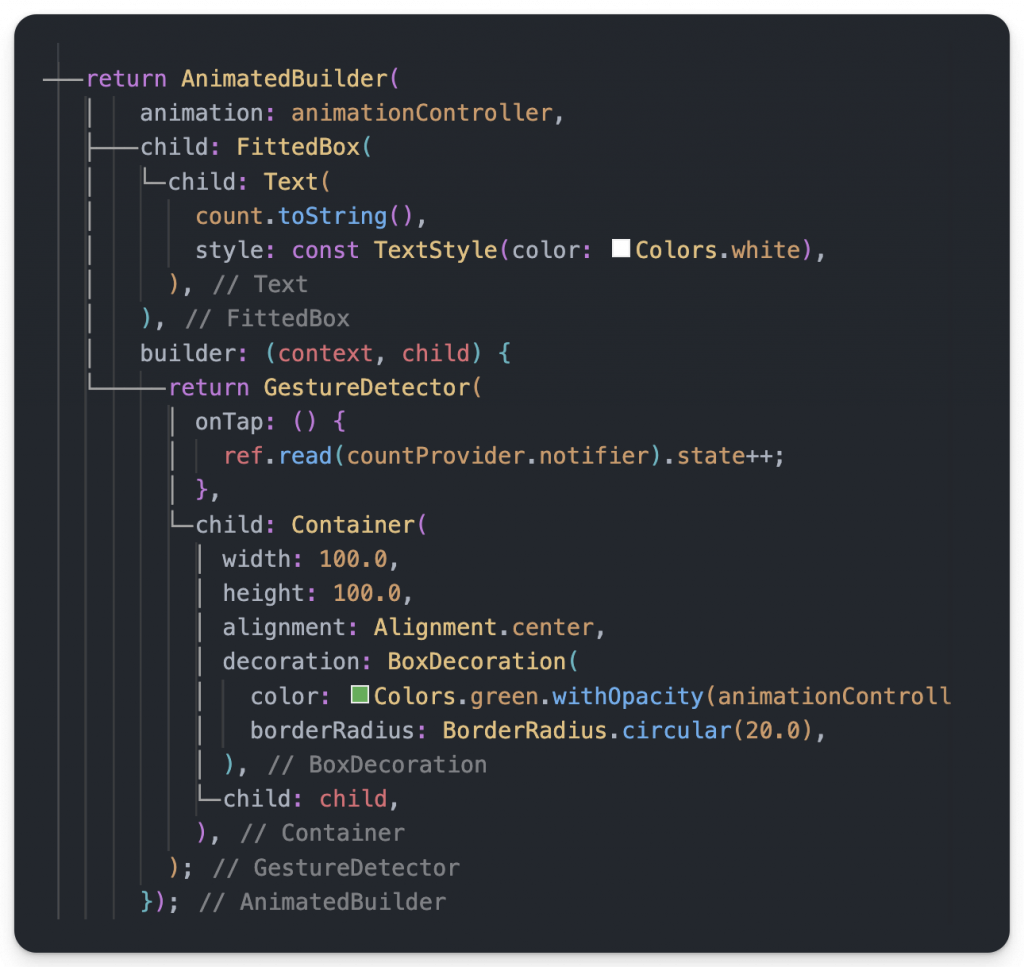 return AnimatedBuilder(
animation: animationController,
child: FittedBox(
child: Text(
count.toString(),
style: const TextStyle(color: Colors.white),
), // Text
), // FittedBox
builder: (context, child) {
return GestureDetector(
onTap: () {
ref.read(countProvider.notifier).state++;
},
child: Container(
width: 100.0,
height: 100.0,
alignment: Alignment.center,
decoration: BoxDecoration(
color: Colors.green.withOpacity(animationControll
borderRadius: BorderRadius.circular(20.0),
), // BoxDecoration
child: child,
), // Container
); // GestureDetector
}); // AnimatedBuilder